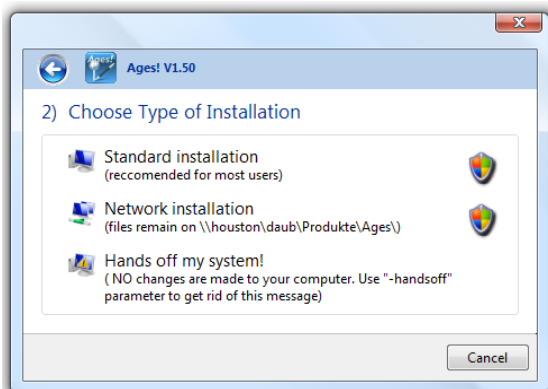 Ages!
Ages! V1.50
2) Choose Type of Installation
Standard installation
(reccomended for most users)
Network installation
(files remain on \\houston\daub\Produkte\Ages\)
Hands off my system!
( NO changes are made to your computer. Use "-handsoff"
parameter to get rid of this message)
Cancel